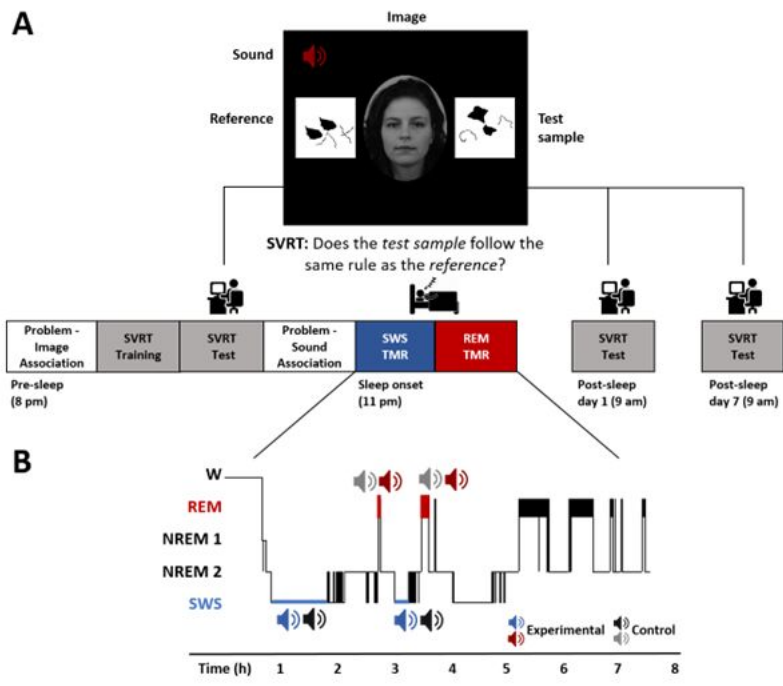 A
Image
Sound
Reference
Test
sample
SVRT: Does the test sample follow the
same rule as the reference?
Problem -
Image
Association
SVRT
Training
SVRT
Test
Problem -
Sound
Association
SWS
TMR
REM
TMR
SVRT
Test
SVRT
Test
Pre-sleep
(8 pm)
Sleep onset
(11 pm)
Post-sleep
day 1 (9 am)
Post-sleep
day 7 (9 am)
B
W
REM
NREM 1
NREM 2
SWS
Experimental
Control
Time (h) 1 2 3 4 5 6 7 8